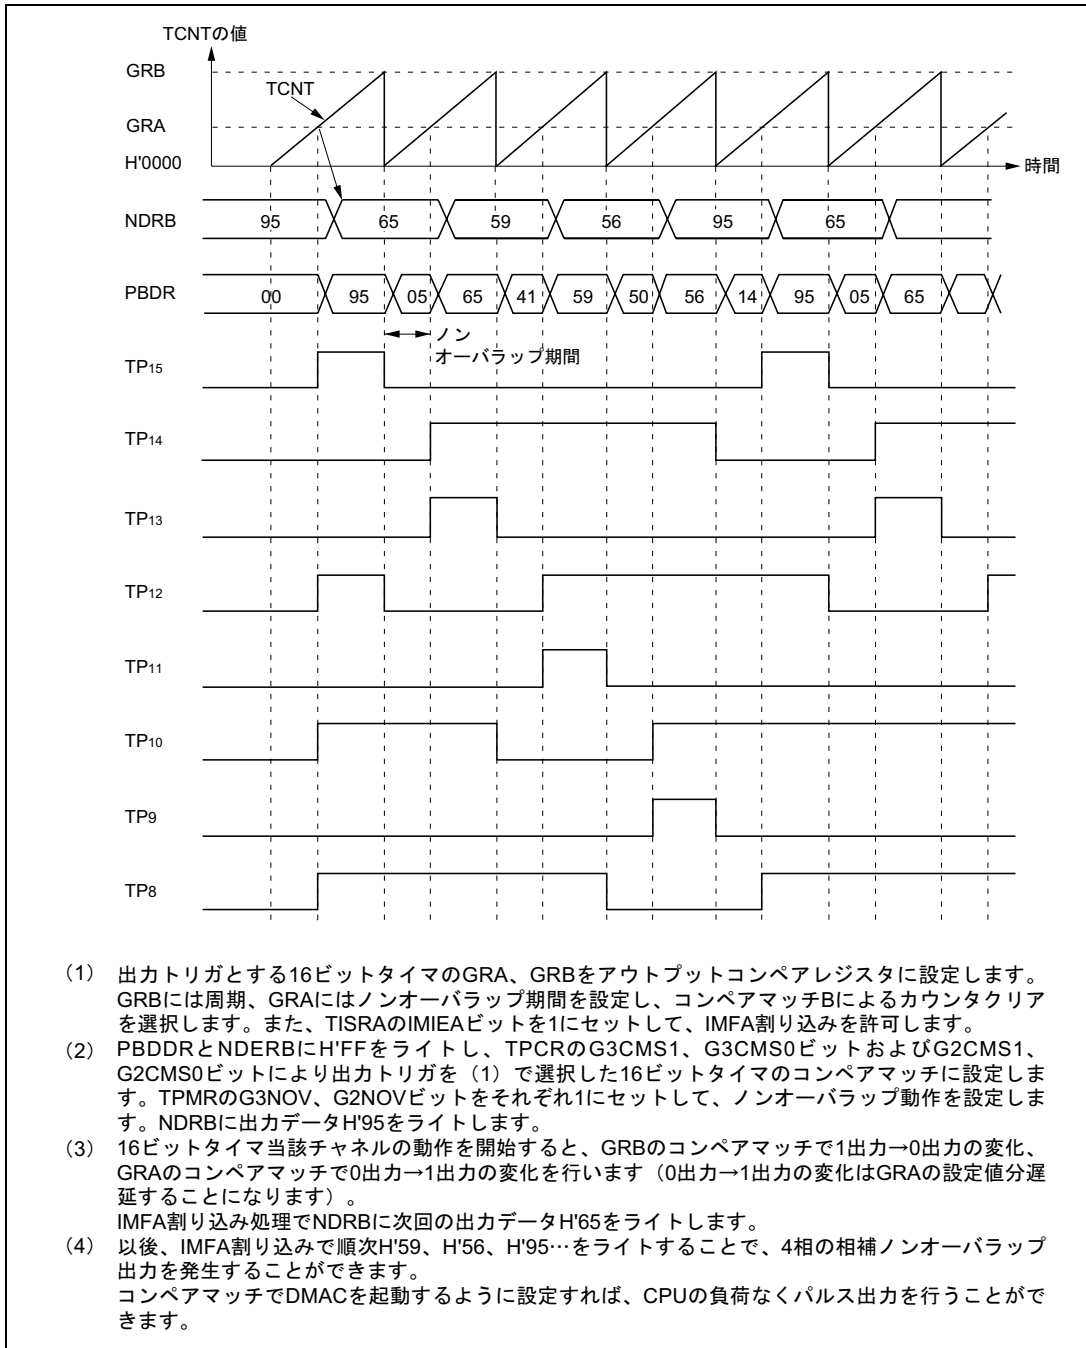 TCNTの値
GRB
TCNT
GRA
H'0000
時間
NDRB
95 65 59 56 95 65
PBDR
00 95 05 65 41 59 50 56 14 95 05 65
ノン
オーバラップ期間
TP15
TP14
TP13
TP12
TP11
TP10
TP9
TP8
(1) 出力トリガとする16ビットタイマのGRA、GRBをアウトプットコンペアレジスタに設定します。
GRBには周期、GRAにはノンオーバラップ期間を設定し、コンペアマッチBによるカウンタクリア
を選択します。また、TISRAのIMIEAビットを1にセットして、IMFA割り込みを許可します。
(2) PBDDRとNDERBにH'FFをライトし、TPCRのG3CMS1、G3CMS0ビットおよびG2CMS1、
G2CMS0ビットにより出力トリガを（1）で選択した16ビットタイマのコンペアマッチに設定しま
す。TPMRのG3NOV、G2NOVビットをそれぞれ1にセットして、ノンオーバラップ動作を設定しま
す。NDRBに出力データH'95をライトします。
(3) 16ビットタイマ当該チャネルの動作を開始すると、GRBのコンペアマッチで1出力→0出力の変化、
GRAのコンペアマッチで0出力→1出力の変化を行います（0出力→1出力の変化はGRAの設定値分遅
延することになります）。
IMFA割り込み処理でNDRBに次回の出力データH'65をライトします。
(4) 以後、IMFA割り込みで順次H'59、H'56、H'95…をライトすることで、4相の相補ノンオーバラップ
出力を発生することができます。
コンペアマッチでDMACを起動するように設定すれば、CPUの負荷なくパルス出力を行うことがで
きます。